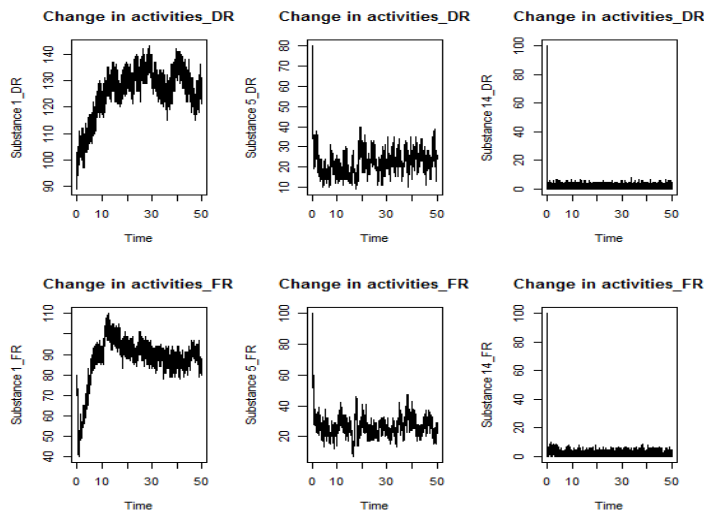 Change in activities_DR
Substance 1_DR
140
130
120
110
100
90
0 10 30 50
Time
Change in activities_DR
Substance 5_DR
80
70
60
50
40
30
20
10
0 10 30 50
Time
Change in activities_DR
Substance 14_DR
100
80
60
40
20
0
0 10 30 50
Time
Change in activities_FR
Substance 1_FR
110
90
80
70
60
50
40
0 10 30 50
Time
Change in activities_FR
Substance 5_FR
100
80
60
40
20
0 10 30 50
Time
Change in activities_FR
Substance 14_FR
100
80
60
40
20
0
0 10 30 50
Time